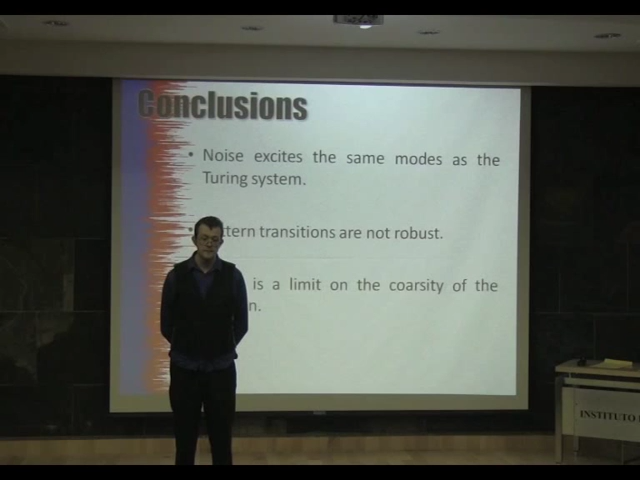 Conclusions
• Noise excites the same modes as the
Turing system.
transitions are not robust.
is a limit on the coarsity of the
INSTITUTO